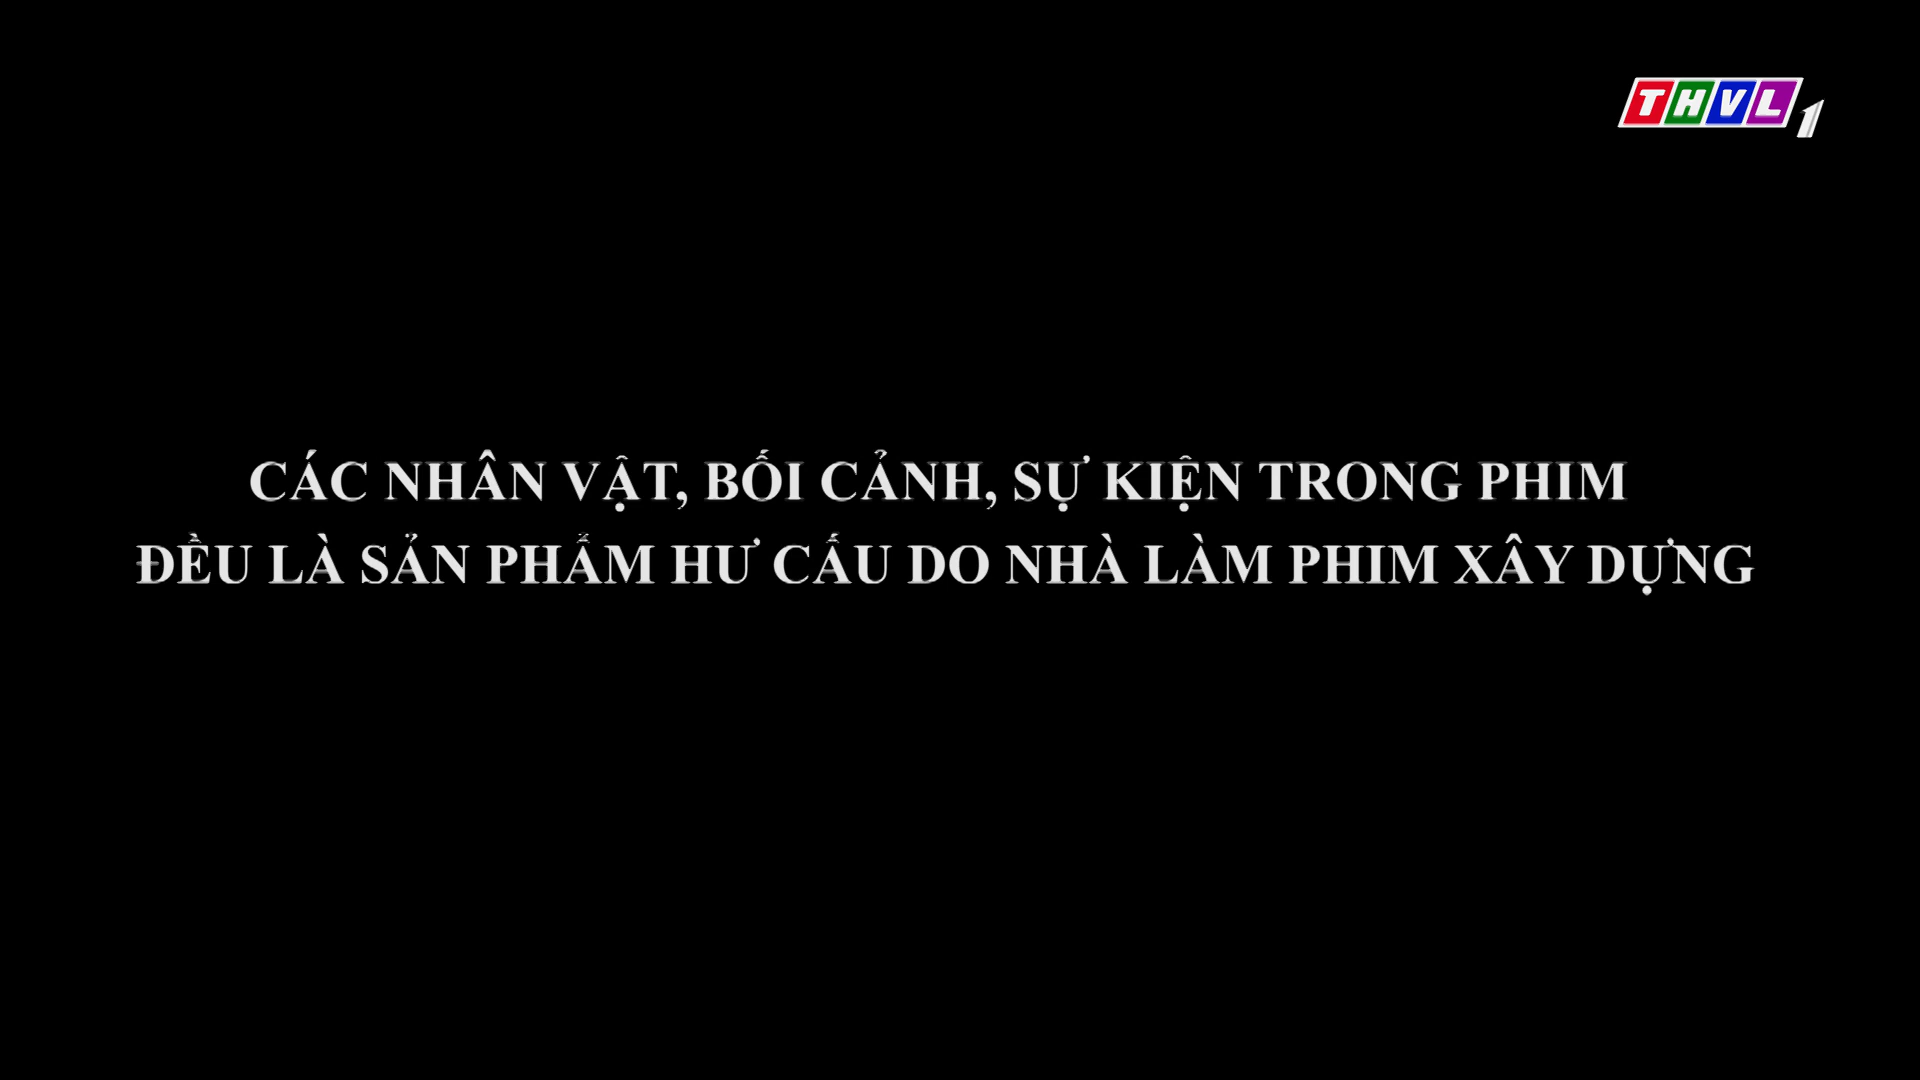 THVL1
CÁC NHÂN VẬT, BỐI CẢNH, SỰ KIỆN TRONG PHIM
ĐỀU LÀ SẢN PHẨM HƯ CẤU DO NHÀ LÀM PHIM XÂY DỰNG